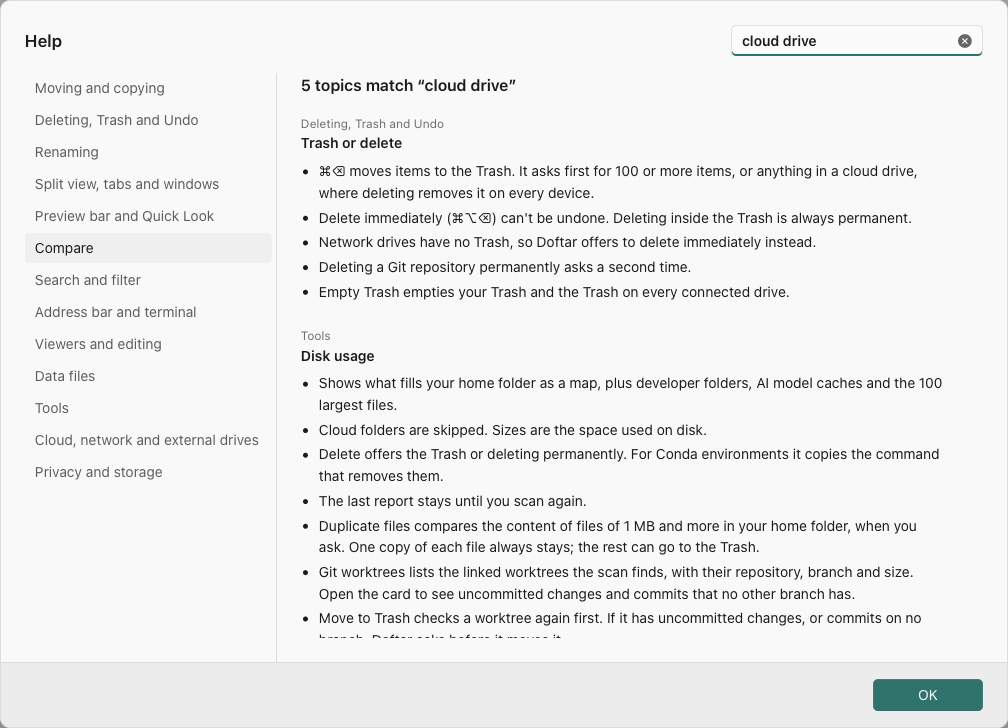 Help
cloud drive
Moving and copying
Deleting, Trash and Undo
Renaming
Split view, tabs and windows
Preview bar and Quick Look
Compare
Search and filter
Address bar and terminal
Viewers and editing
Data files
Tools
Cloud, network and external drives
Privacy and storage
5 topics match “cloud drive”
Deleting, Trash and Undo
Trash or delete
• ⌘⌫ moves items to the Trash. It asks first for 100 or more items, or anything in a cloud drive,
where deleting removes it on every device.
• Delete immediately (⌘⌥⌫) can't be undone. Deleting inside the Trash is always permanent.
• Network drives have no Trash, so Doftar offers to delete immediately instead.
• Deleting a Git repository permanently asks a second time.
• Empty Trash empties your Trash and the Trash on every connected drive.
Tools
Disk usage
• Shows what fills your home folder as a map, plus developer folders, AI model caches and the 100
largest files.
• Cloud folders are skipped. Sizes are the space used on disk.
• Delete offers the Trash or deleting permanently. For Conda environments it copies the command
that removes them.
• The last report stays until you scan again.
• Duplicate files compares the content of files of 1 MB and more in your home folder, when you
ask. One copy of each file always stays; the rest can go to the Trash.
• Git worktrees lists the linked worktrees the scan finds, with their repository, branch and size.
Open the card to see uncommitted changes and commits that no other branch has.
• Move to Trash checks a worktree again first. If it has uncommitted changes, or commits on no
branch, Doftar asks before it moves it.
OK